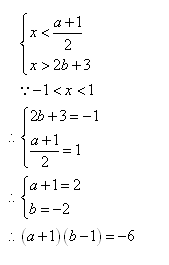 { x < (a+1)/2
{ x > 2b+3
∵ −1 < x < 1
∴ { 2b+3 = −1
{ (a+1)/2 = 1
∴ { a+1 = 2
{ b = −2
∴ (a+1)(b−1) = −6